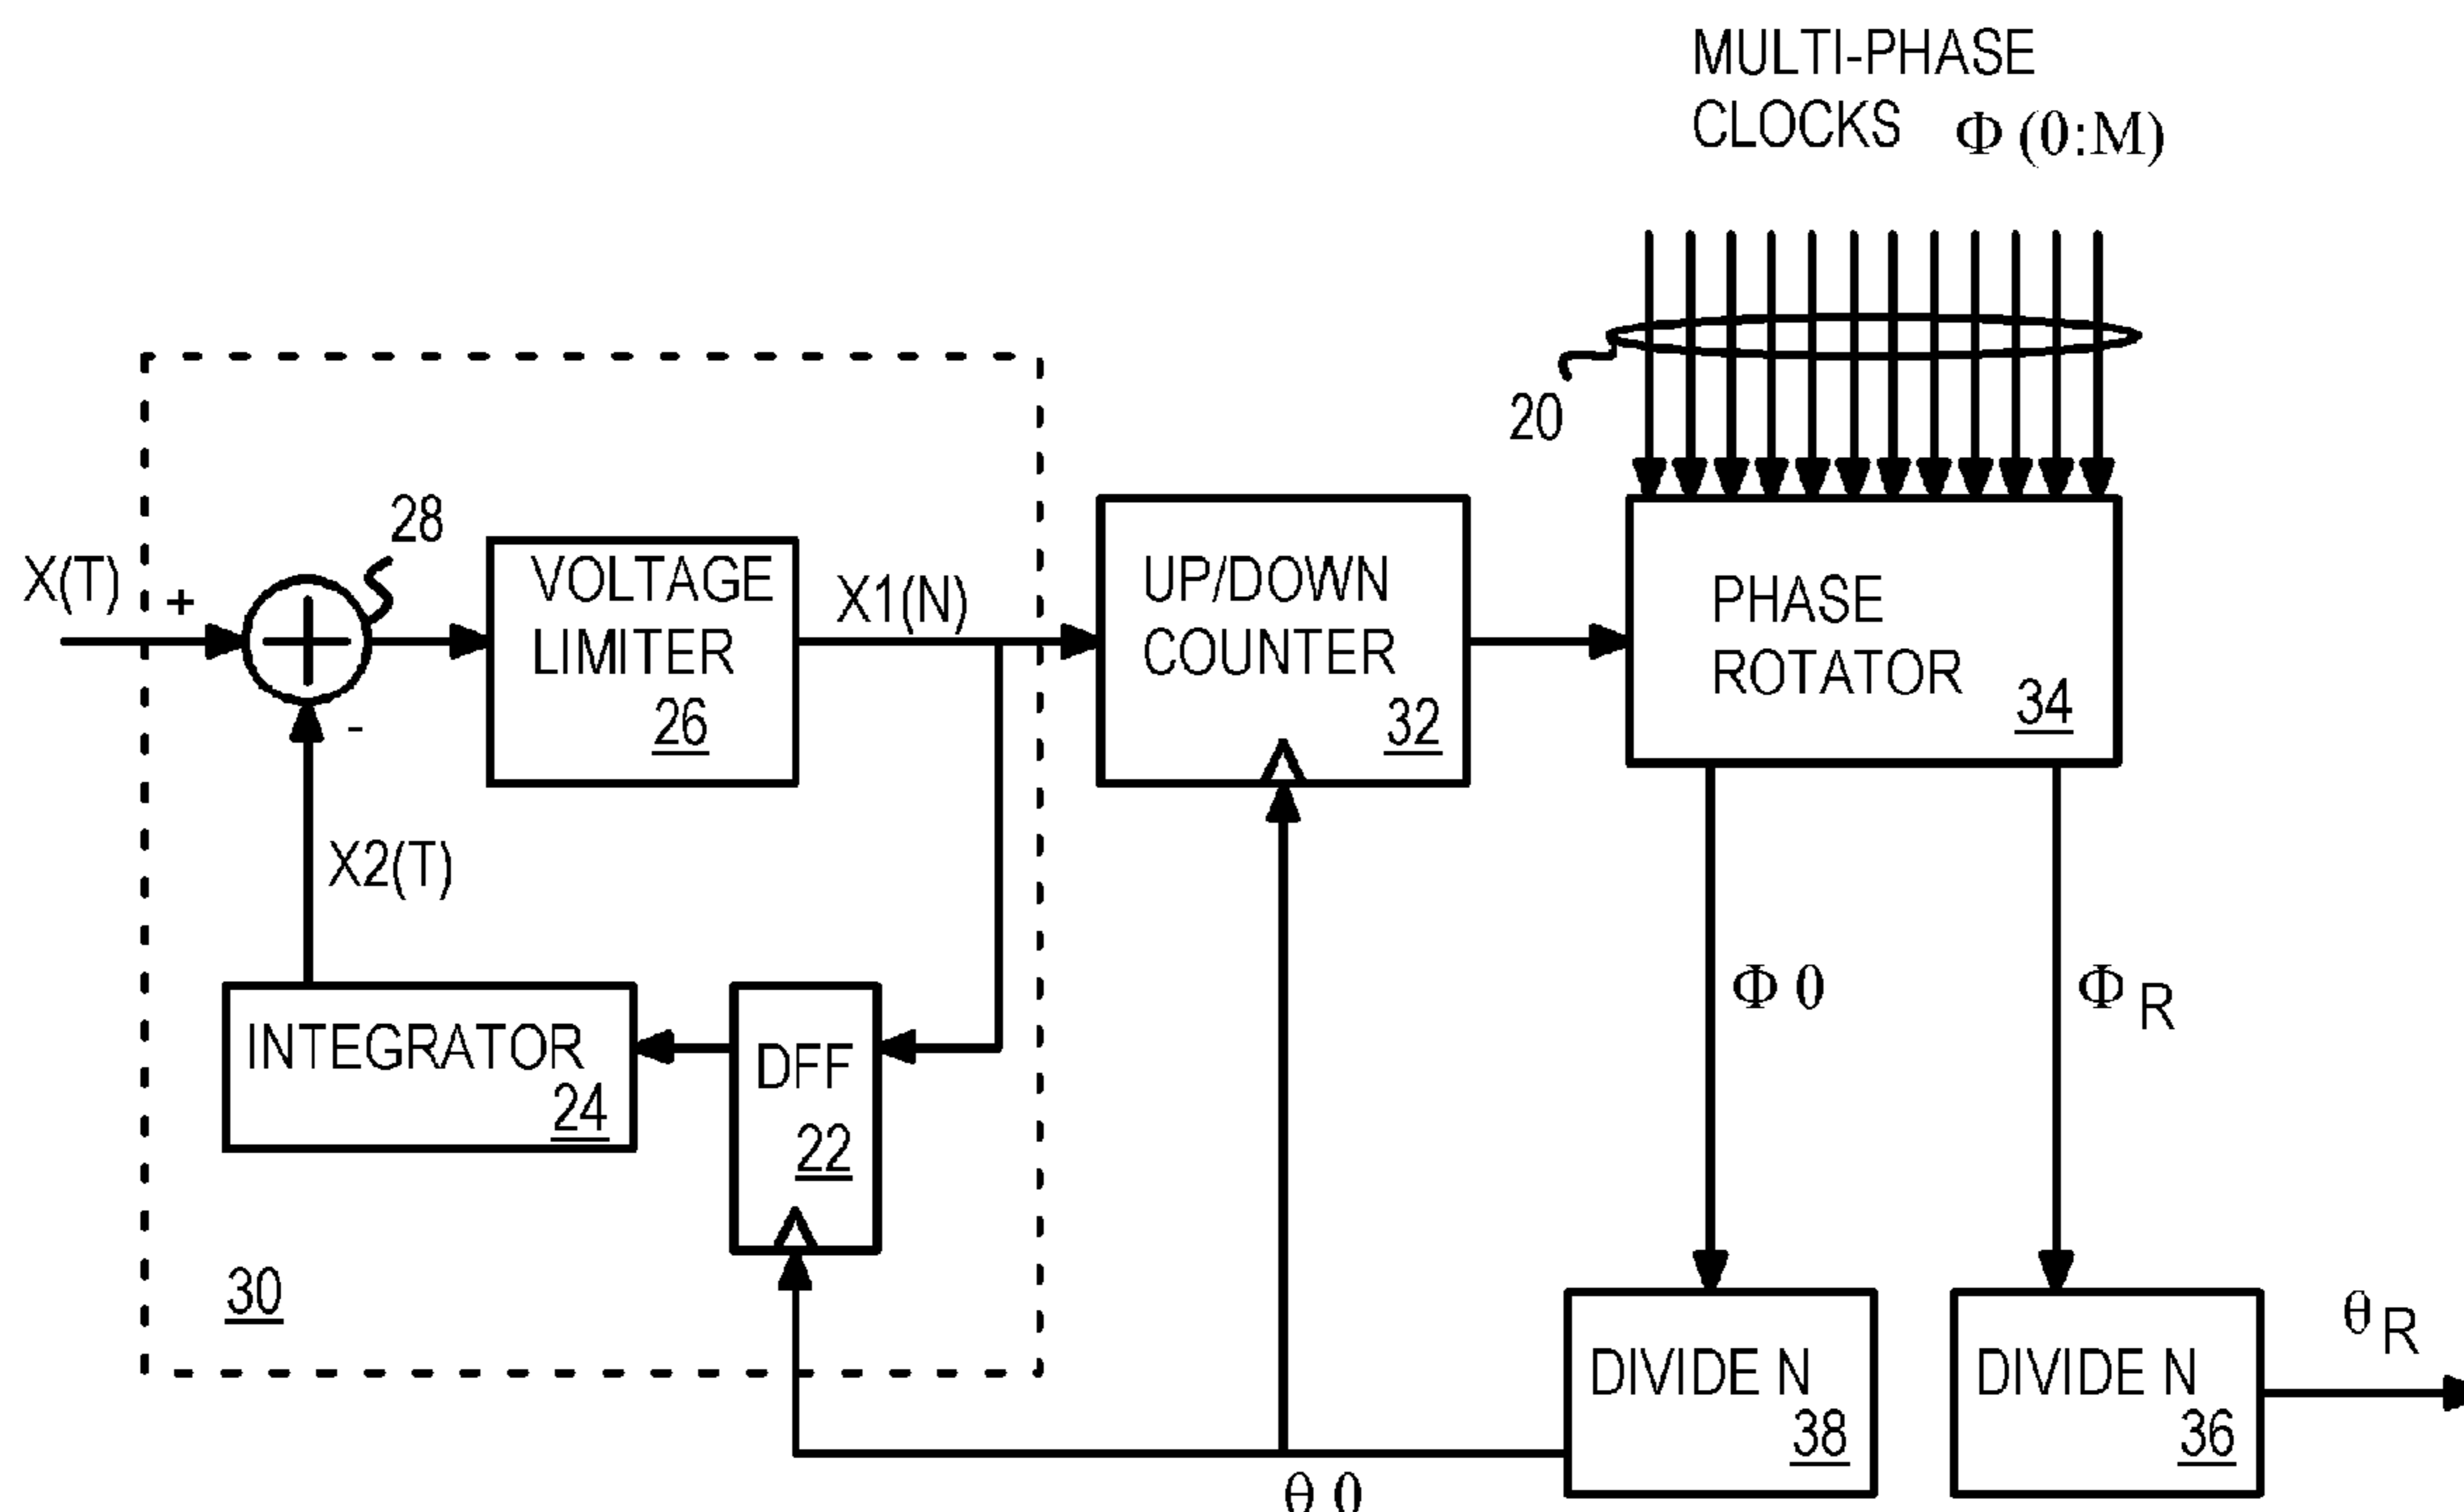 MULTI-PHASE
CLOCKS Φ (0:M)
20
28
X(T)
+
-
VOLTAGE
LIMITER
26
X1(N)
UP/DOWN
COUNTER
32
PHASE
ROTATOR
34
X2(T)
Φ 0
Φ R
INTEGRATOR
24
DFF
22
30
DIVIDE N
38
DIVIDE N
36
θ R
θ 0